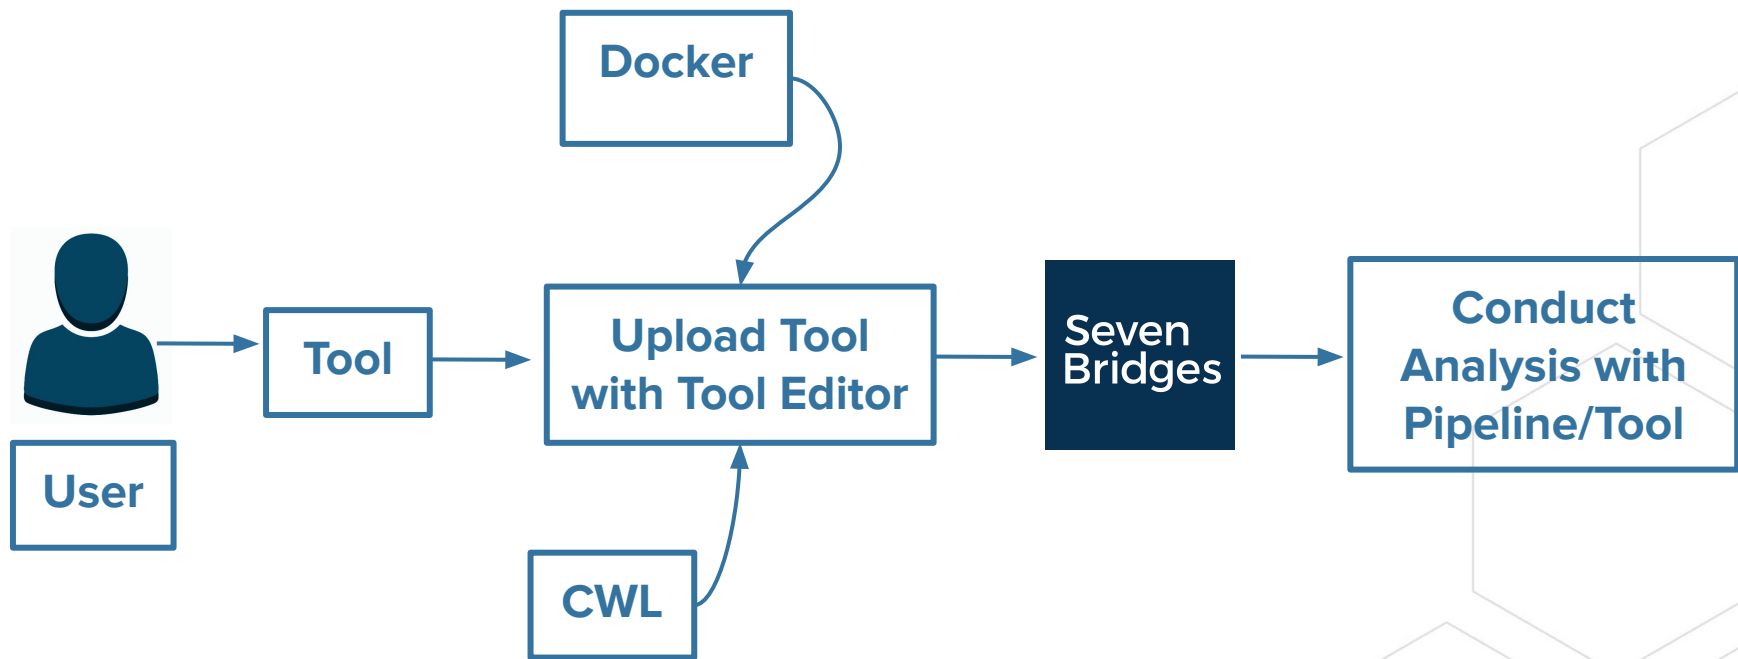 Docker
User
Tool
Upload Tool
with Tool Editor
CWL
Seven
Bridges
Conduct
Analysis with
Pipeline/Tool